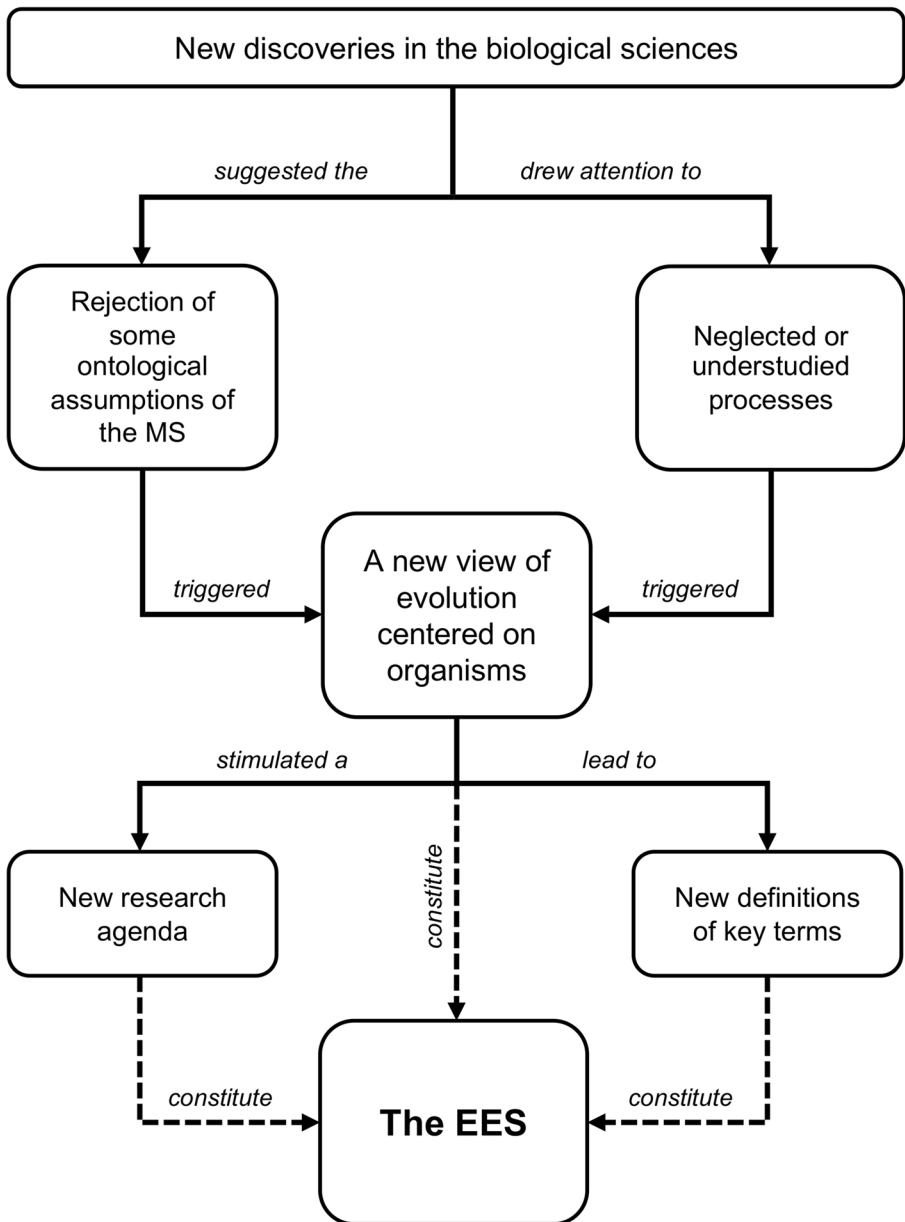 New discoveries in the biological sciences
suggested the
drew attention to
Rejection of
some
ontological
assumptions of
the MS
Neglected or
understudied
processes
triggered
A new view of
evolution
centered on
organisms
triggered
stimulated a
lead to
constitute
New research
agenda
New definitions
of key terms
constitute
The EES
constitute